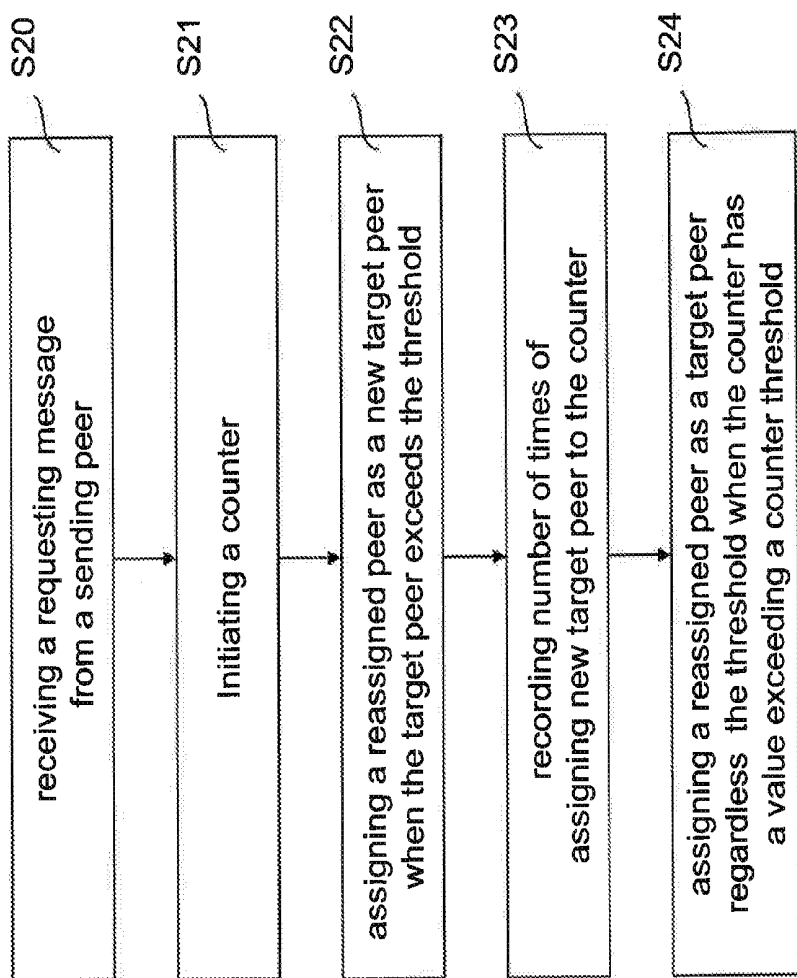 receiving a requesting message
from a sending peer
S20
Initiating a counter
S21
assigning a reassigned peer as a new target peer
when the target peer exceeds the threshold
S22
recording number of times of
assigning new target peer to the counter
S23
assigning a reassigned peer as a target peer
regardless the threshold when the counter has
a value exceeding a counter threshold
S24